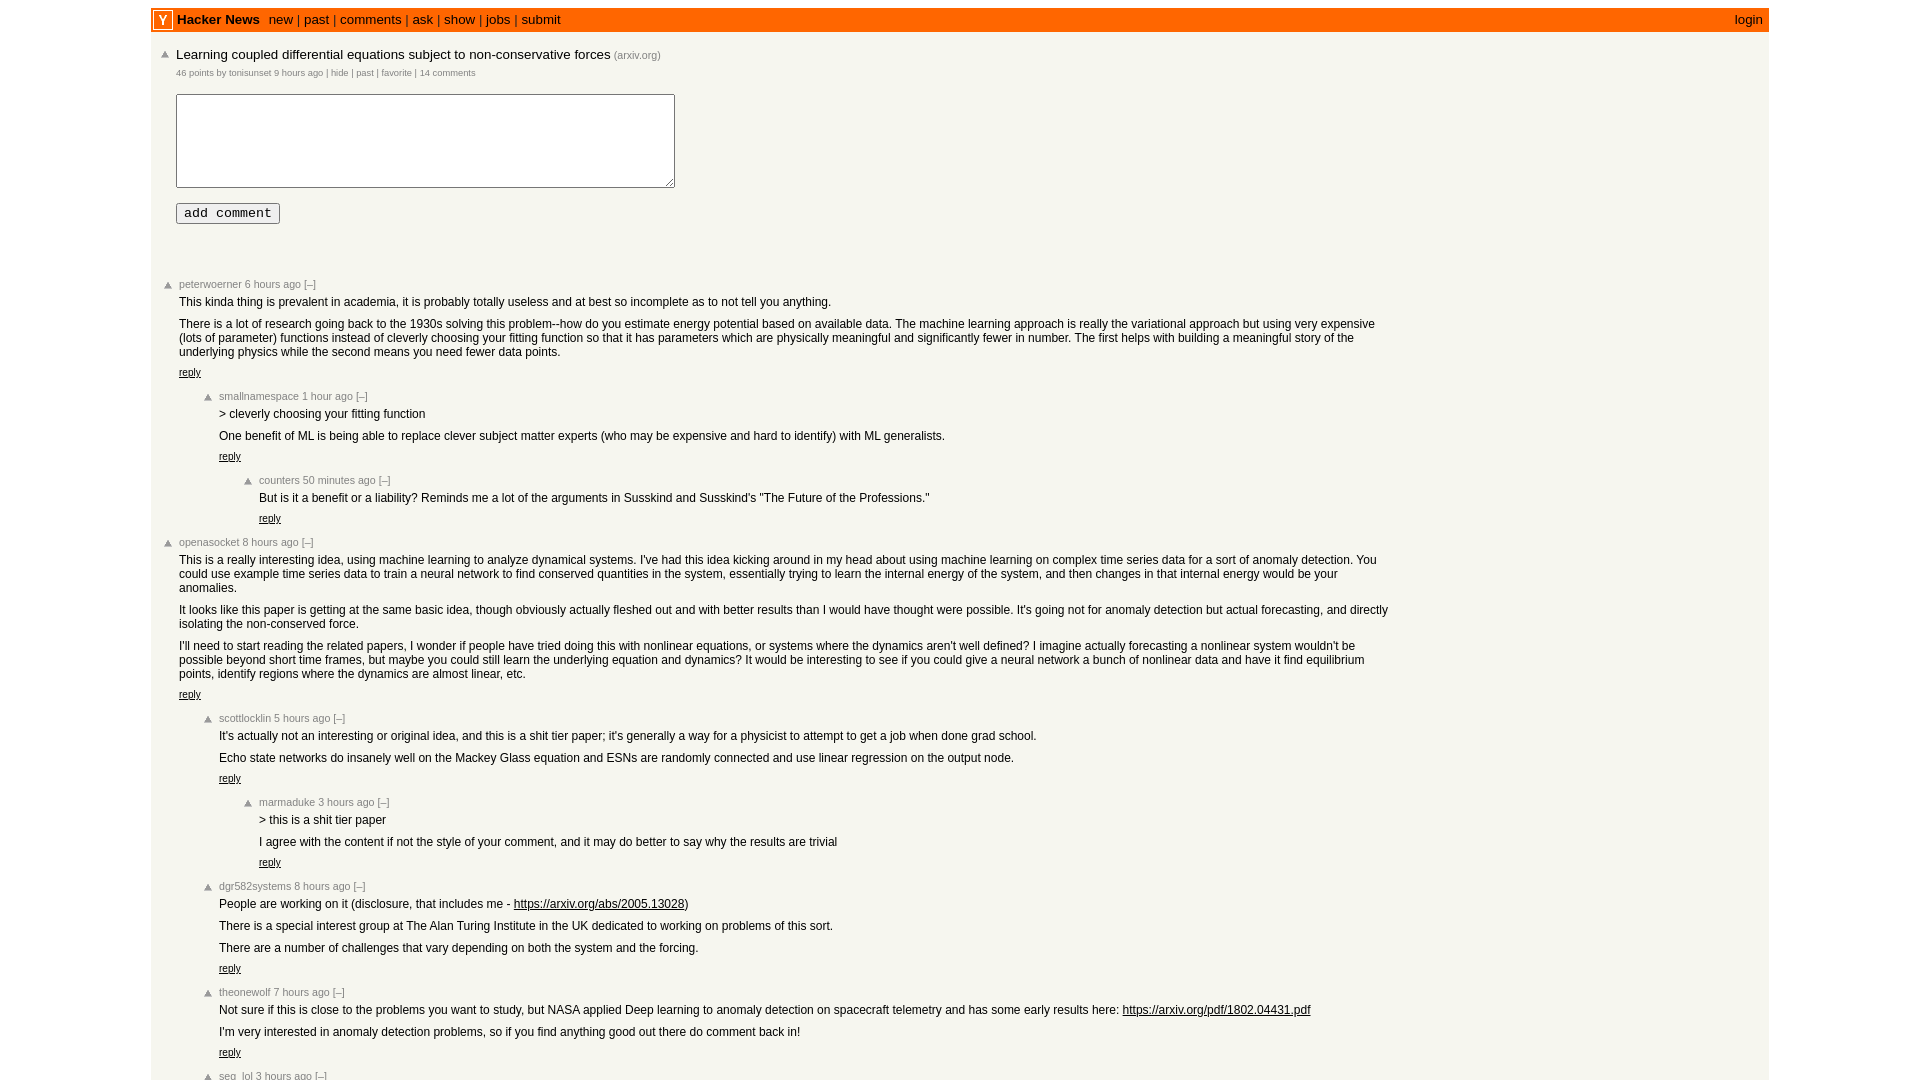 Y Hacker News new | past | comments | ask | show | jobs | submit login
Learning coupled differential equations subject to non-conservative forces (arxiv.org)
46 points by tonisunset 9 hours ago | hide | past | favorite | 14 comments
add comment
peterwoerner 6 hours ago [–]
This kinda thing is prevalent in academia, it is probably totally useless and at best so incomplete as to not tell you anything.
There is a lot of research going back to the 1930s solving this problem--how do you estimate energy potential based on available data. The machine learning approach is really the variational approach but using very expensive
(lots of parameter) functions instead of cleverly choosing your fitting function so that it has parameters which are physically meaningful and significantly fewer in number. The first helps with building a meaningful story of the
underlying physics while the second means you need fewer data points.
reply
smallnamespace 1 hour ago [–]
> cleverly choosing your fitting function
One benefit of ML is being able to replace clever subject matter experts (who may be expensive and hard to identify) with ML generalists.
reply
counters 50 minutes ago [–]
But is it a benefit or a liability? Reminds me a lot of the arguments in Susskind and Susskind's "The Future of the Professions."
reply
openasocket 8 hours ago [–]
This is a really interesting idea, using machine learning to analyze dynamical systems. I've had this idea kicking around in my head about using machine learning on complex time series data for a sort of anomaly detection. You
could use example time series data to train a neural network to find conserved quantities in the system, essentially trying to learn the internal energy of the system, and then changes in that internal energy would be your
anomalies.
It looks like this paper is getting at the same basic idea, though obviously actually fleshed out and with better results than I would have thought were possible. It's going not for anomaly detection but actual forecasting, and directly
isolating the non-conserved force.
I'll need to start reading the related papers, I wonder if people have tried doing this with nonlinear equations, or systems where the dynamics aren't well defined? I imagine actually forecasting a nonlinear system wouldn't be
possible beyond short time frames, but maybe you could still learn the underlying equation and dynamics? It would be interesting to see if you could give a neural network a bunch of nonlinear data and have it find equilibrium
points, identify regions where the dynamics are almost linear, etc.
reply
scottlocklin 5 hours ago [–]
It's actually not an interesting or original idea, and this is a shit tier paper; it's generally a way for a physicist to attempt to get a job when done grad school.
Echo state networks do insanely well on the Mackey Glass equation and ESNs are randomly connected and use linear regression on the output node.
reply
marmaduke 3 hours ago [–]
> this is a shit tier paper
I agree with the content if not the style of your comment, and it may do better to say why the results are trivial
reply
dgr582systems 8 hours ago [–]
People are working on it (disclosure, that includes me - https://arxiv.org/abs/2005.13028)
There is a special interest group at The Alan Turing Institute in the UK dedicated to working on problems of this sort.
There are a number of challenges that vary depending on both the system and the forcing.
reply
theonewolf 7 hours ago [–]
Not sure if this is close to the problems you want to study, but NASA applied Deep learning to anomaly detection on spacecraft telemetry and has some early results here: https://arxiv.org/pdf/1802.04431.pdf
I'm very interested in anomaly detection problems, so if you find anything good out there do comment back in!
reply
seg_lol 3 hours ago [–]